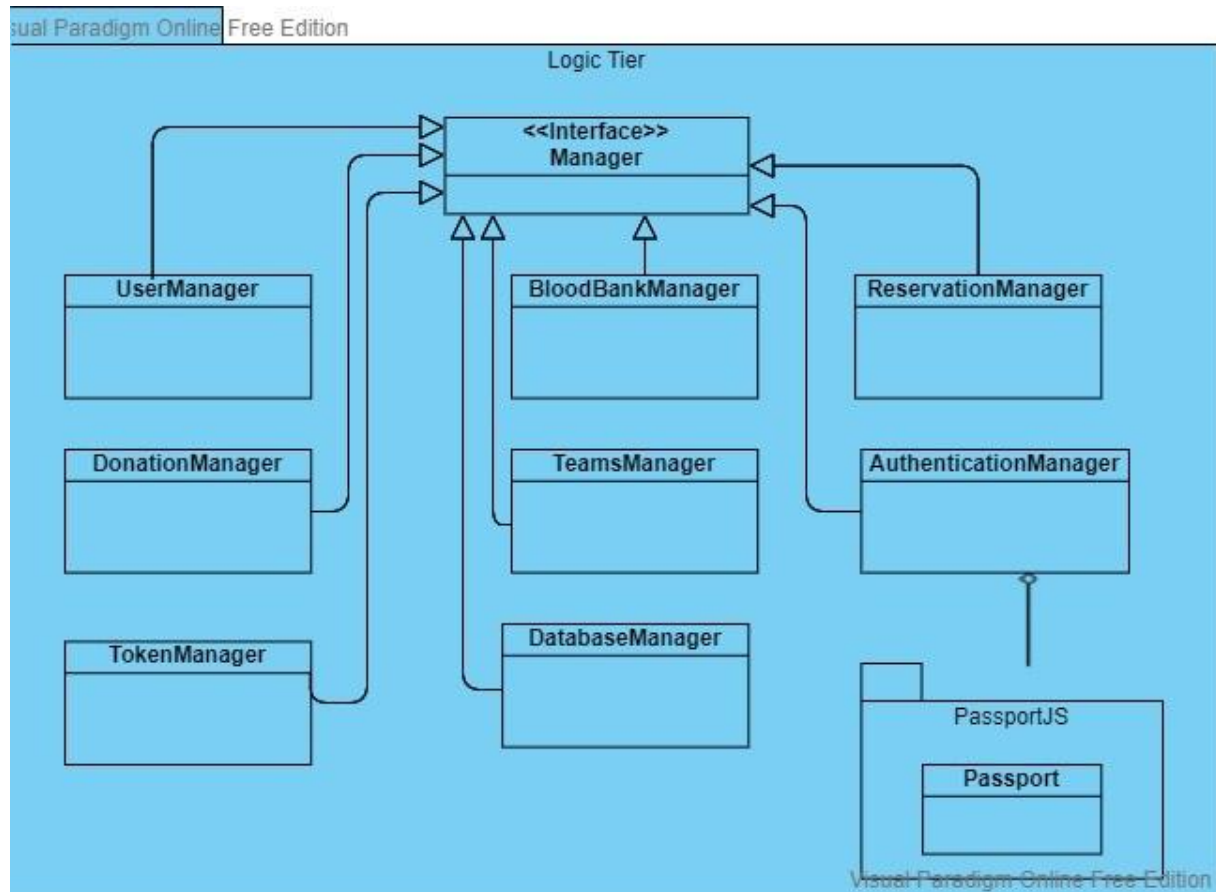 Paradigm Online Free Edition
Logic Tier
<<Interface>>
Manager
UserManager
BloodBankManager
ReservationManager
DonationManager
TeamsManager
AuthenticationManager
TokenManager
DatabaseManager
PassportJS
Passport
Visual Paradigm Online Free Edition